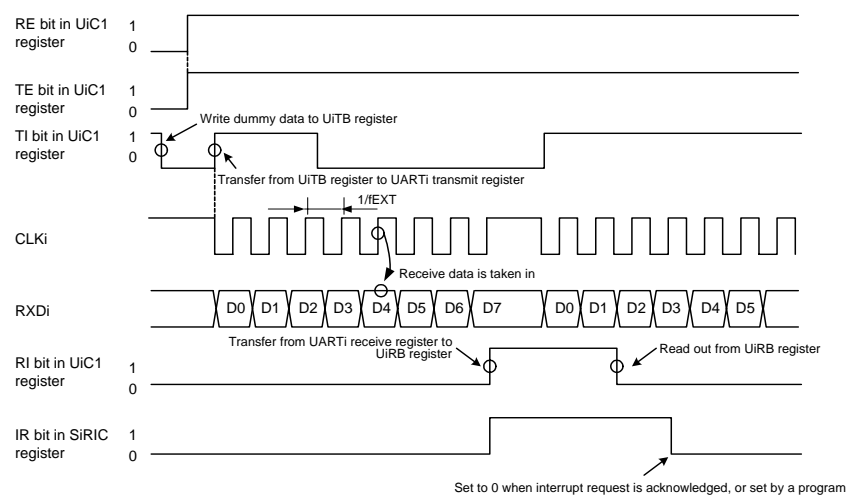 RE bit in UiC1
register
1
0
TE bit in UiC1
register
1
0
Write dummy data to UiTB register
TI bit in UiC1
register
1
0
Transfer from UiTB register to UARTi transmit register
1/fEXT
CLKi
Receive data is taken in
RXDi
D0 D1 D2 D3 D4 D5 D6 D7 D0 D1 D2 D3 D4 D5
Transfer from UARTi receive register to
UiRB register
Read out from UiRB register
RI bit in UiC1
register
1
0
IR bit in SiRIC
register
1
0
Set to 0 when interrupt request is acknowledged, or set by a program